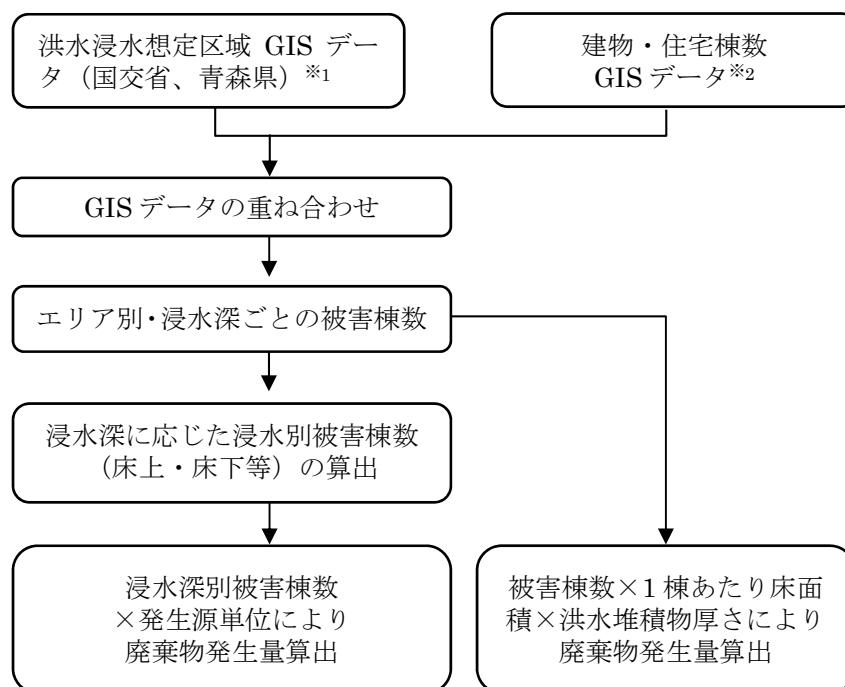 洪水浸水想定区域 GIS デー
タ（国交省、青森県）※1
建物・住宅棟数
GIS データ※2
GIS データの重ね合わせ
エリア別・浸水深ごとの被害棟数
浸水深に応じた浸水別被害棟数
（床上・床下等）の算出
浸水深別被害棟数
×発生源単位により
廃棄物発生量算出
被害棟数×1 棟あたり床面
積×洪水堆積物厚さにより
廃棄物発生量算出